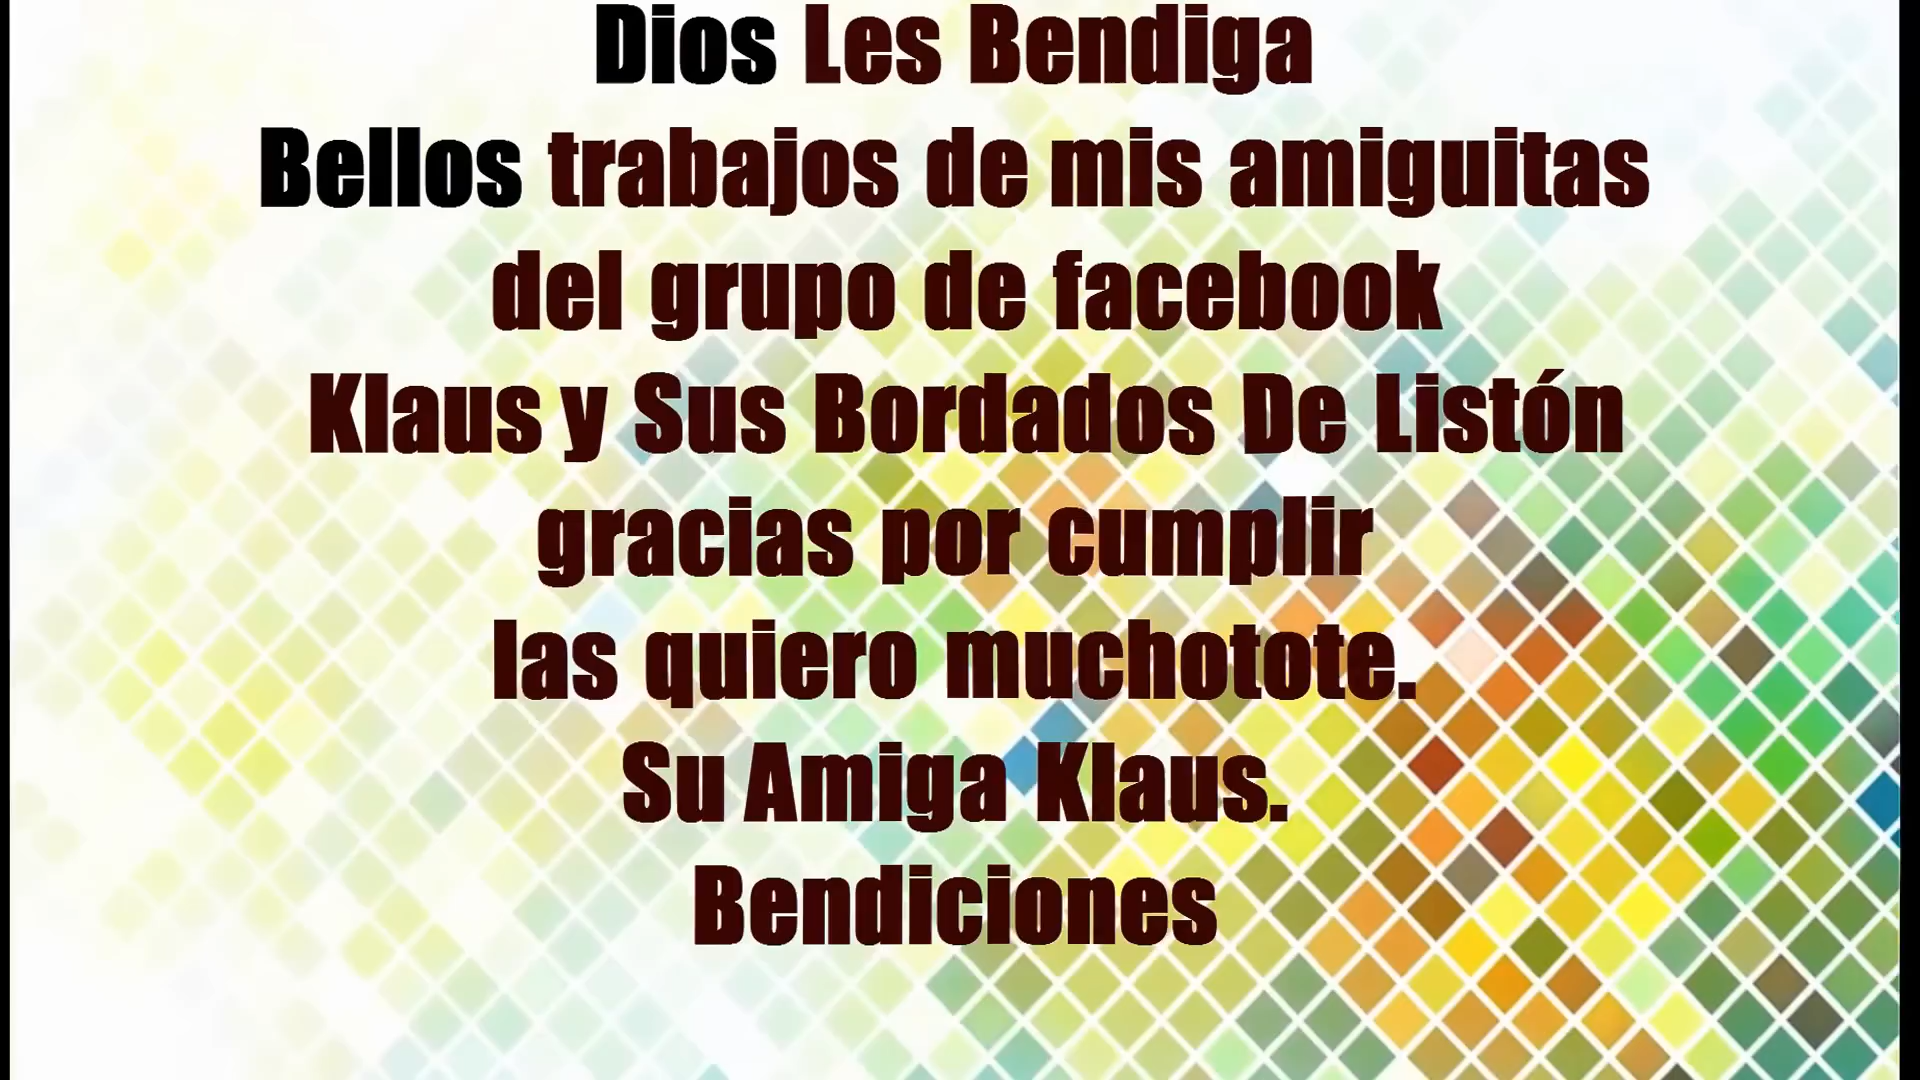 Dios Les Bendiga
Bellos trabajos de mis amiguitas
del grupo de facebook
Klaus y Sus Bordados De Listón
gracias por cumplir
las quiero muchotote.
Su Amiga Klaus.
Bendiciones